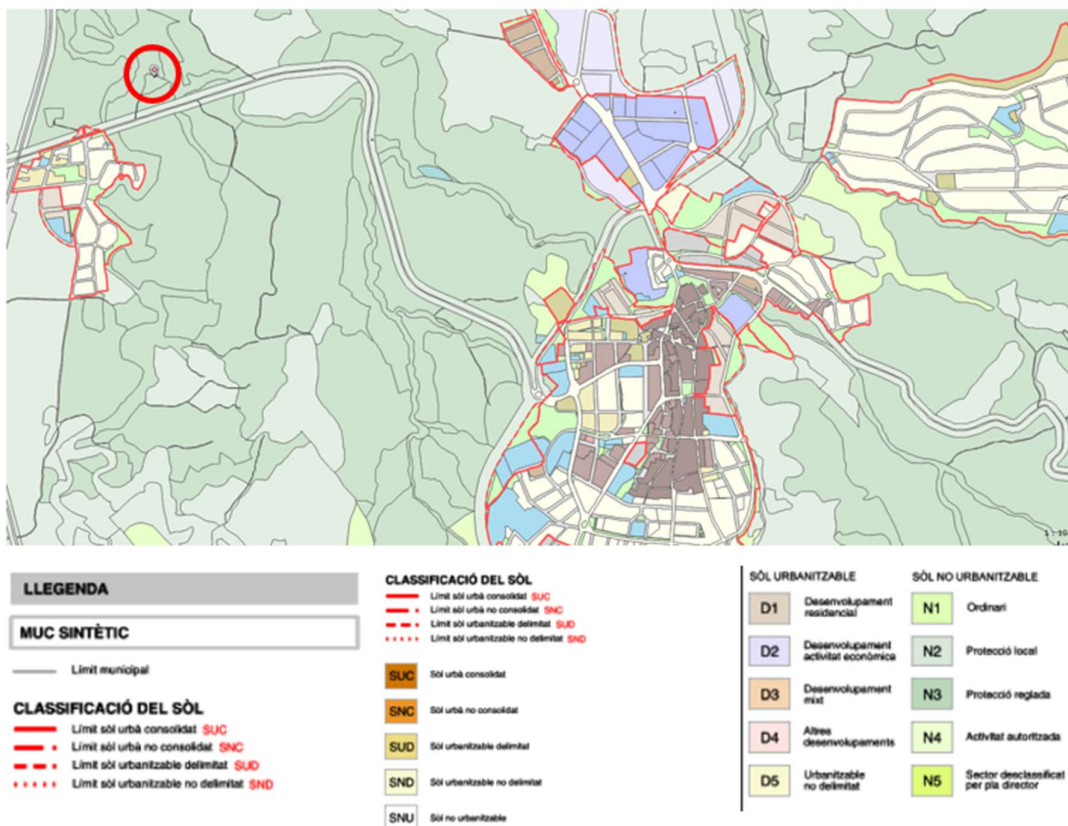 LLEGENDA
MUC SINTÈTIC
Límit municipal
CLASSIFICACIÓ DEL SÒL
Límit sòl urbà consolidat SUC
Límit sòl urbà no consolidat SNC
Límit sòl urbanitzable delimitat SUD
Límit sòl urbanitzable no delimitat SND
CLASSIFICACIÓ DEL SÒL
Límit sòl urbà consolidat SUC
Límit sòl urbà no consolidat SNC
Límit sòl urbanitzable delimitat SUD
Límit sòl urbanitzable no delimitat SND
SUC Sòl urbà consolidat
SNC Sòl urbà no consolidat
SUD Sòl urbanitzable delimitat
SND Sòl urbanitzable no delimitat
SNU Sòl no urbanitzable
SÒL URBANITZABLE
D1 Desenvolupament
residencial
D2 Desenvolupament
activitat econòmica
D3 Desenvolupament
mixt
D4 Altres
desenvolupaments
D5 Urbanitzable
no delimitat
SÒL NO URBANITZABLE
N1 Ordinari
N2 Protecció local
N3 Protecció reglada
N4 Activitat autoritzada
N5 Sector desclassificat
per pla director